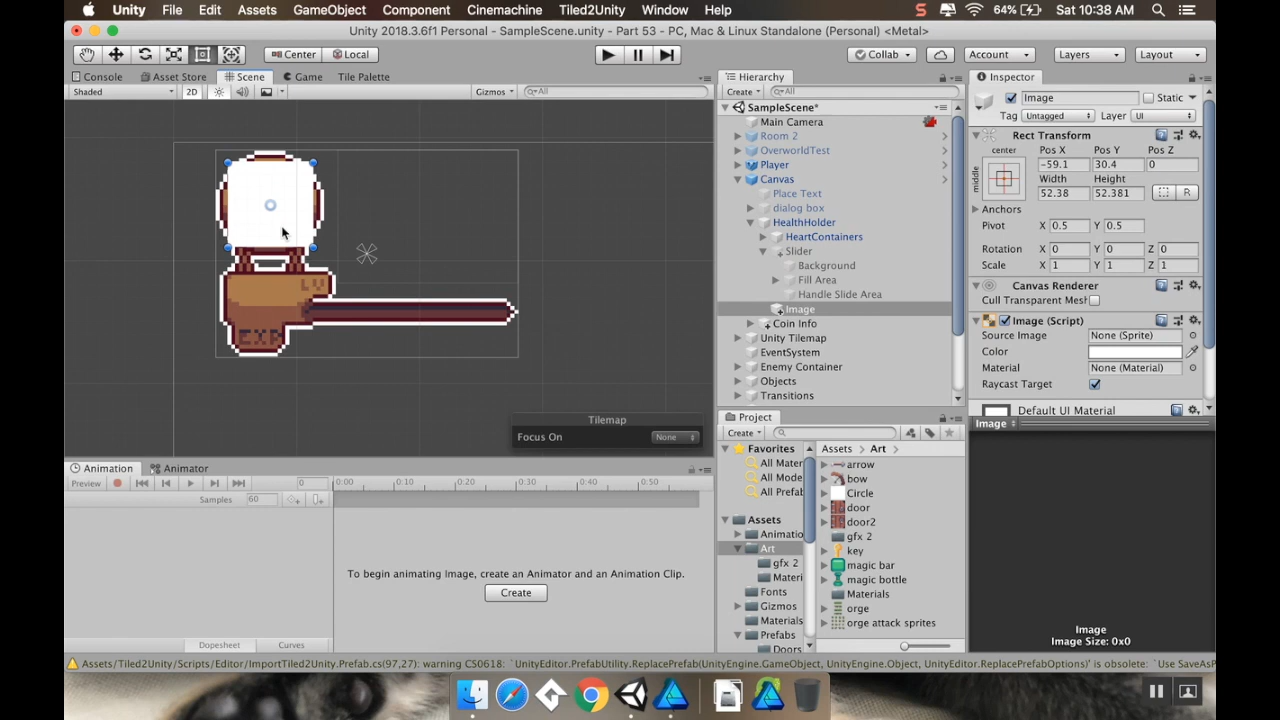 Unity File Edit Assets GameObject Component Cinemachine Tiled2Unity Window Help 64% Sat 10:38 AM
Unity 2018.3.6f1 Personal - SampleScene.unity - Part 53 - PC, Mac & Linux Standalone (Personal) <Metal>
Center Local Collab Account Layers Layout
Console Asset Store Scene Game Tile Palette
Shaded 2D Gizmos All
LV
EXP
Tilemap
Focus On None
Hierarchy
Create All
SampleScene*
Main Camera
Room 2
OverworldTest
Player
Canvas
Place Text
dialog box
HealthHolder
HeartContainers
Slider
Background
Fill Area
Handle Slide Area
Image
Coin Info
Unity Tilemap
EventSystem
Enemy Container
Objects
Transitions
Inspector
Image Static
Tag Untagged Layer UI
Rect Transform
center Pos X Pos Y Pos Z
middle -59.1 30.4 0
Width Height
52.38 52.381
R
Anchors
Pivot X 0.5 Y 0.5
Rotation X 0 Y 0 Z 0
Scale X 1 Y 1 Z 1
Canvas Renderer
Cull Transparent Mesh
Image (Script)
Source Image None (Sprite)
Color
Material None (Material)
Raycast Target
Default UI Material
Image
Image
Image Size: 0x0
Project
Create
Favorites
All Mater
All Mode
All Prefab
Assets
Animatio
Art
gfx 2
Materi
Fonts
Gizmos
Materials
Prefabs
Doors
Assets Art
arrow
bow
Circle
door
door2
gfx 2
key
magic bar
magic bottle
Materials
orge
orge attack sprites
Animation Animator
Preview 0 0:00 0:10 0:20 0:30 0:40 0:50
Samples 60
To begin animating Image, create an Animator and an Animation Clip.
Create
Dopesheet Curves
Assets/Tiled2Unity/Scripts/Editor/ImportTiled2Unity.Prefab.cs(97,27): warning CS0618: `UnityEditor.PrefabUtility.ReplacePrefab(UnityEngine.GameObject, UnityEngine.Object, UnityEditor.ReplacePrefabOptions)' is obsolete: `Use SaveAsP